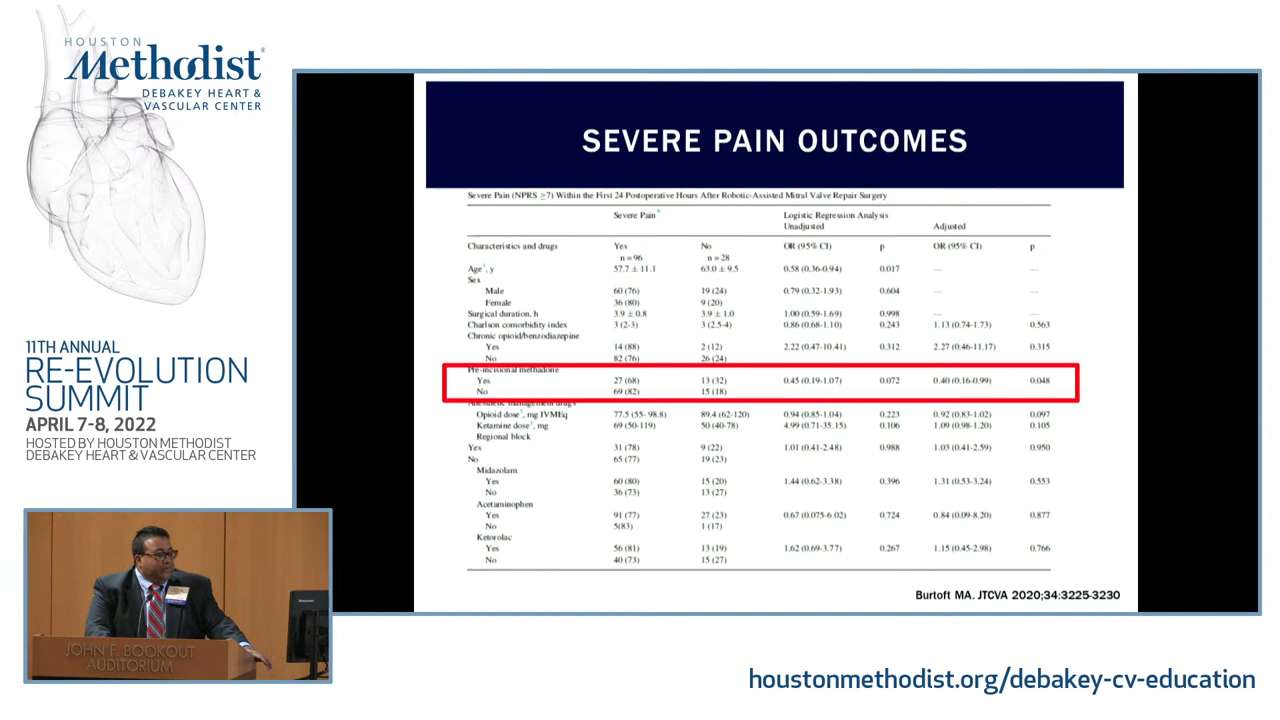 HOUSTON
Methodist®
DEBAKEY HEART &
VASCULAR CENTER
11TH ANNUAL
RE-EVOLUTION
SUMMIT
APRIL 7-8, 2022
HOSTED BY HOUSTON METHODIST
DEBAKEY HEART & VASCULAR CENTER
SEVERE PAIN OUTCOMES
Severe Pain (NPRS ≥7) Within the First 24 Postoperative Hours After Robotic-Assisted Mitral Valve Repair Surgery
Severe Pain* Logistic Regression Analysis
Unadjusted Adjusted
Characteristics and drugs Yes No OR (95% CI) p OR (95% CI) p
n = 96 n = 28
Age†, y 57.7 ± 11.1 63.0 ± 9.5 0.58 (0.36-0.94) 0.017 — —
Sex
Male 60 (76) 19 (24) 0.79 (0.32-1.93) 0.604 — —
Female 36 (80) 9 (20)
Surgical duration, h 3.9 ± 0.8 3.9 ± 1.0 1.00 (0.59-1.69) 0.998 — —
Charlson comorbidity index 3 (2-3) 3 (2.5-4) 0.86 (0.68-1.10) 0.243 1.13 (0.74-1.73) 0.563
Chronic opioid/benzodiazepine
Yes 14 (88) 2 (12) 2.22 (0.47-10.41) 0.312 2.27 (0.46-11.17) 0.315
No 82 (76) 26 (24)
Pre-incisional methadone
Yes 27 (68) 13 (32) 0.45 (0.19-1.07) 0.072 0.40 (0.16-0.99) 0.048
No 69 (82) 15 (18)
Anesthetic management drugs
Opioid dose‡, mg IVMEq 77.5 (55- 98.8) 89.4 (62-120) 0.94 (0.85-1.04) 0.223 0.92 (0.83-1.02) 0.097
Ketamine dose‡, mg 69 (50-119) 50 (40-78) 4.99 (0.71-35.15) 0.106 1.09 (0.98-1.20) 0.105
Regional block
Yes 31 (78) 9 (22) 1.01 (0.41-2.48) 0.988 1.03 (0.41-2.59) 0.950
No 65 (77) 19 (23)
Midazolam
Yes 60 (80) 15 (20) 1.44 (0.62-3.38) 0.396 1.31 (0.53-3.24) 0.553
No 36 (73) 13 (27)
Acetaminophen
Yes 91 (77) 27 (23) 0.67 (0.075-6.02) 0.724 0.84 (0.09-8.20) 0.877
No 5(83) 1 (17)
Ketorolac
Yes 56 (81) 13 (19) 1.62 (0.69-3.77) 0.267 1.15 (0.45-2.98) 0.766
No 40 (73) 15 (27)
Burtoft MA. JTCVA 2020;34:3225-3230
JOHN F. BOOKOUT
AUDITORIUM
houstonmethodist.org/debakey-cv-education